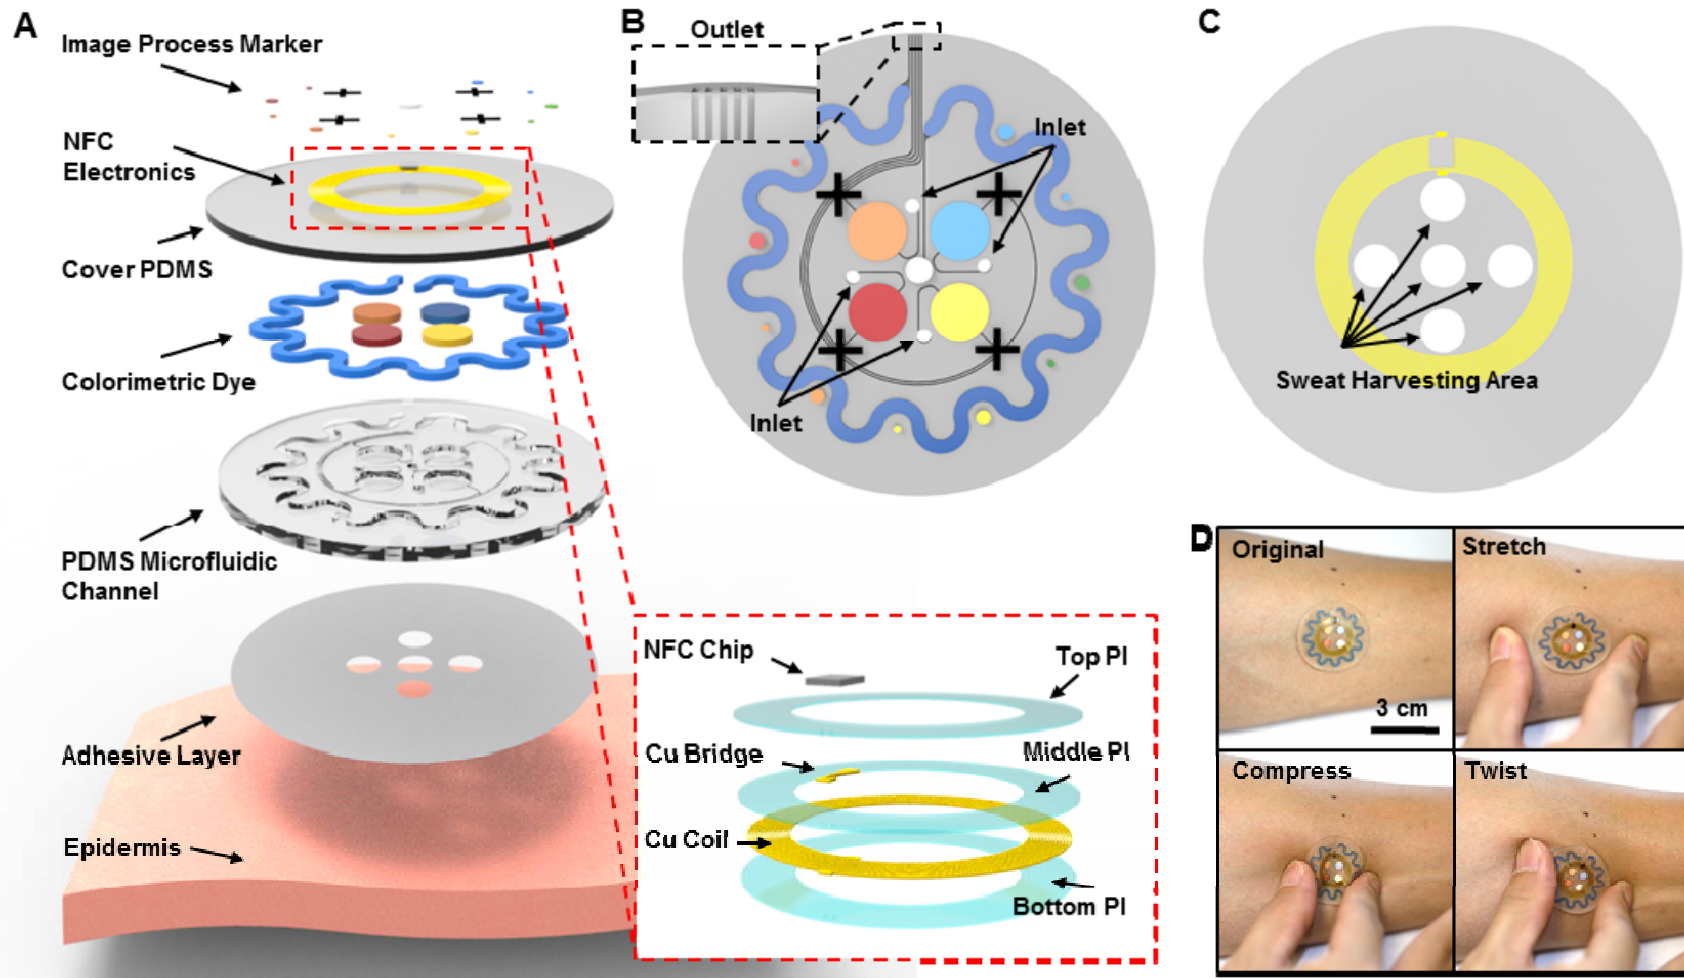 A
Image Process Marker
NFC
Electronics
Cover PDMS
Colorimetric Dye
PDMS Microfluidic
Channel
Adhesive Layer
Epidermis
NFC Chip
Top PI
Cu Bridge
Middle PI
Cu Coil
Bottom PI
B
Outlet
Inlet
Inlet
C
Sweat Harvesting Area
D
Original
Stretch
3 cm
Compress
Twist